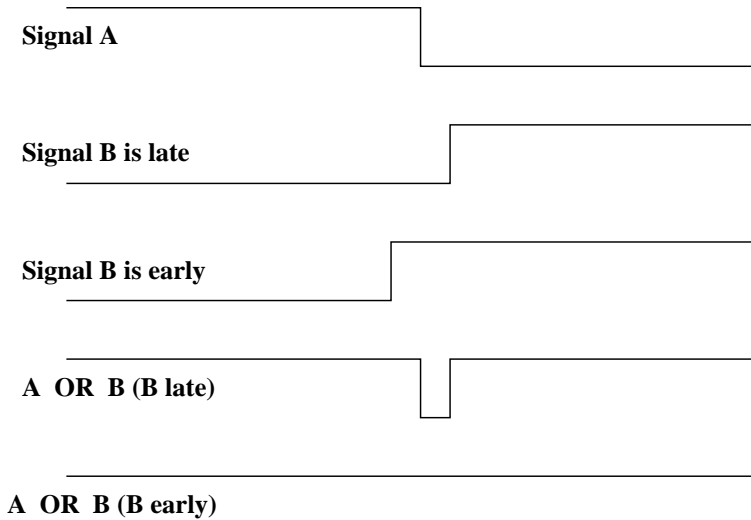 Signal A
Signal B is late
Signal B is early
A OR B (B late)
A OR B (B early)